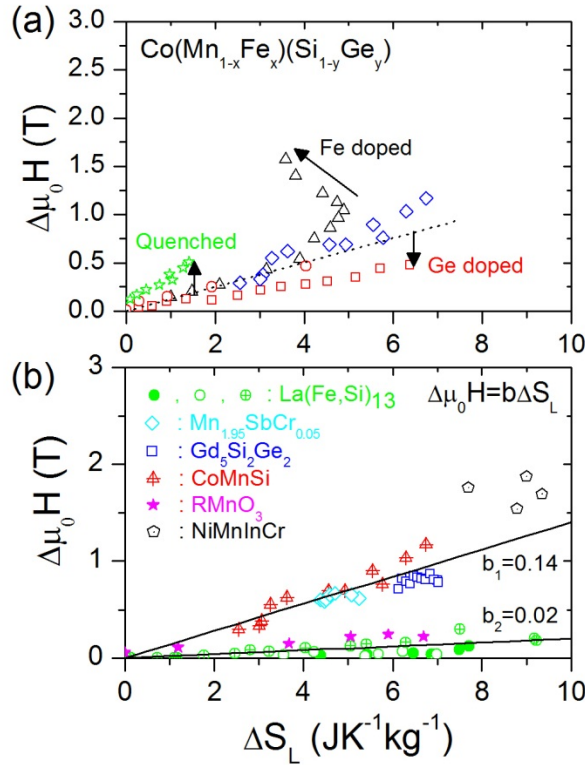 (a)
Co(Mn1-xFex)(Si1-yGey)
3.0
2.5
2.0
1.5
1.0
0.5
0.0
Δμ0H (T)
Fe doped
Quenched
Ge doped
0 2 4 6 8 10
(b)
3
2
1
0
Δμ0H (T)
, , : La(Fe,Si)13
Δμ0H=bΔSL
: Mn1.95SbCr0.05
: Gd5Si2Ge2
: CoMnSi
: RMnO3
: NiMnInCr
b1=0.14
b2=0.02
0 2 4 6 8 10
ΔSL (JK-1kg-1)